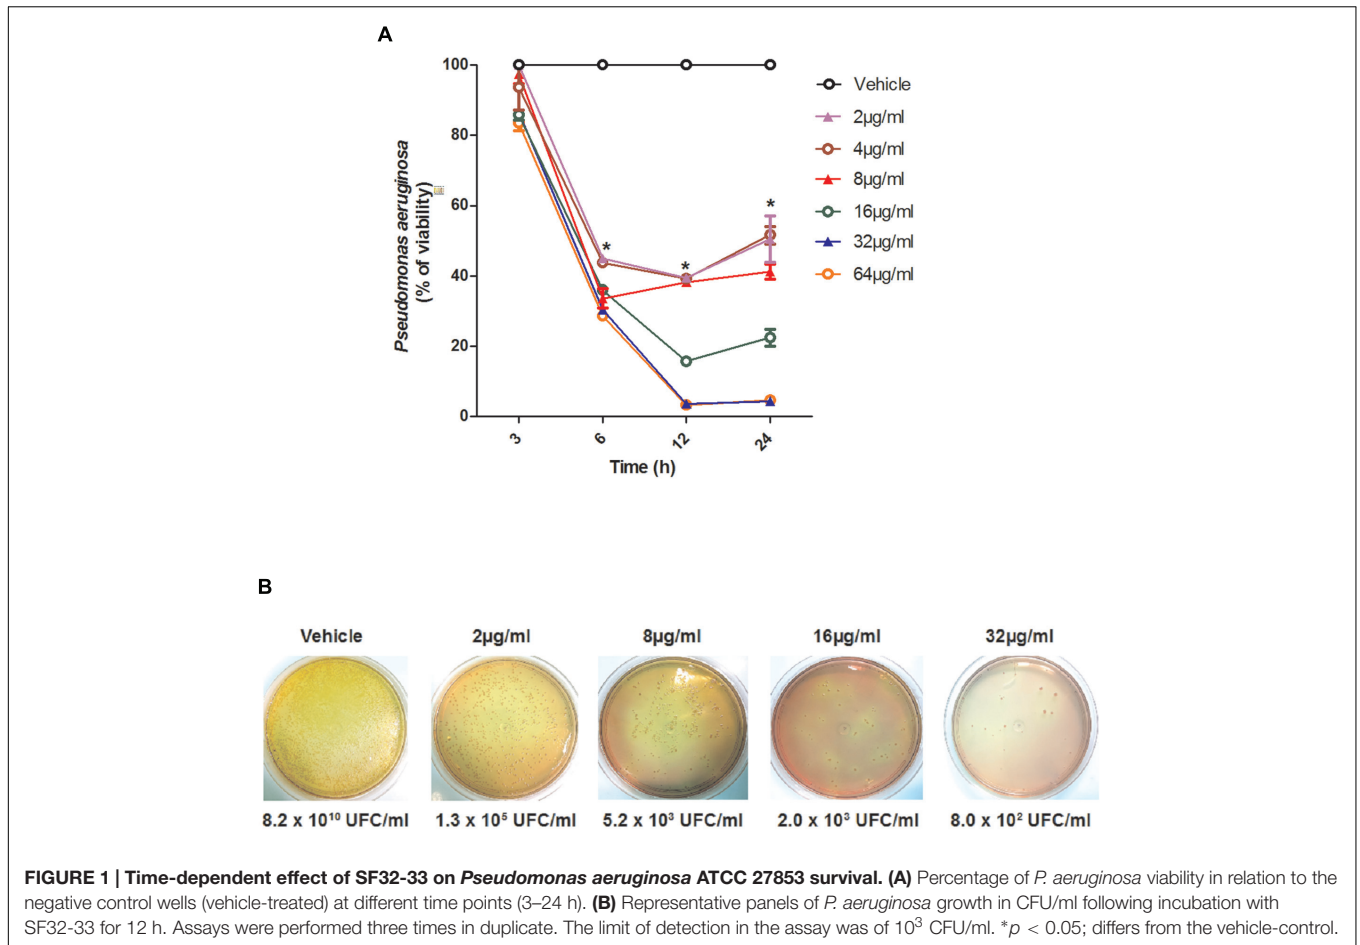 A
100
80
60
40
20
0
Pseudomonas aeruginosa
(% of viability)
*
*
*
3
6
12
24
Time (h)
Vehicle
2µg/ml
4µg/ml
8µg/ml
16µg/ml
32µg/ml
64µg/ml
B
Vehicle 2µg/ml 8µg/ml 16µg/ml 32µg/ml
8.2 x 10¹⁰ UFC/ml 1.3 x 10⁵ UFC/ml 5.2 x 10³ UFC/ml 2.0 x 10³ UFC/ml 8.0 x 10² UFC/ml
FIGURE 1 | Time-dependent effect of SF32-33 on Pseudomonas aeruginosa ATCC 27853 survival. (A) Percentage of P. aeruginosa viability in relation to the
negative control wells (vehicle-treated) at different time points (3–24 h). (B) Representative panels of P. aeruginosa growth in CFU/ml following incubation with
SF32-33 for 12 h. Assays were performed three times in duplicate. The limit of detection in the assay was of 10³ CFU/ml. *p < 0.05; differs from the vehicle-control.